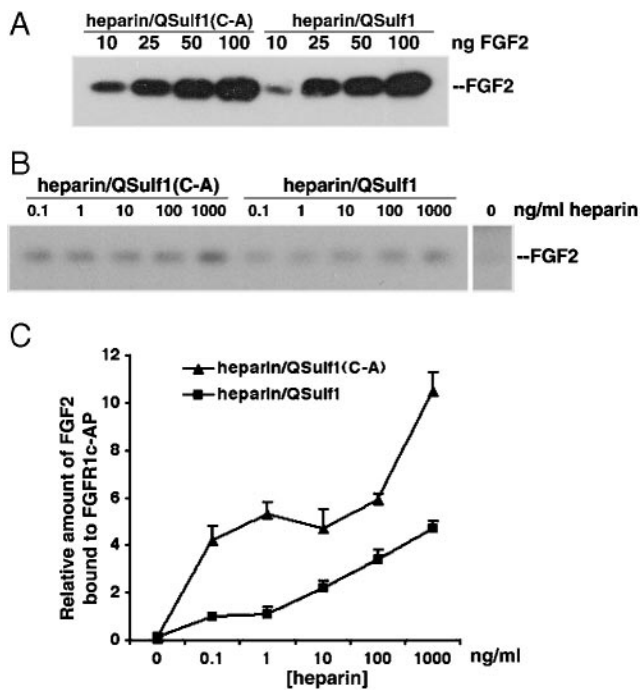 A
heparin/QSulf1(C-A) heparin/QSulf1
10 25 50 100 10 25 50 100 ng FGF2
--FGF2
B
heparin/QSulf1(C-A) heparin/QSulf1
0.1 1 10 100 1000 0.1 1 10 100 1000 0 ng/ml heparin
--FGF2
C
Relative amount of FGF2
bound to FGFR1c-AP
12
10
8
6
4
2
0
heparin/QSulf1(C-A)
heparin/QSulf1
0 0.1 1 10 100 1000 ng/ml
[heparin]